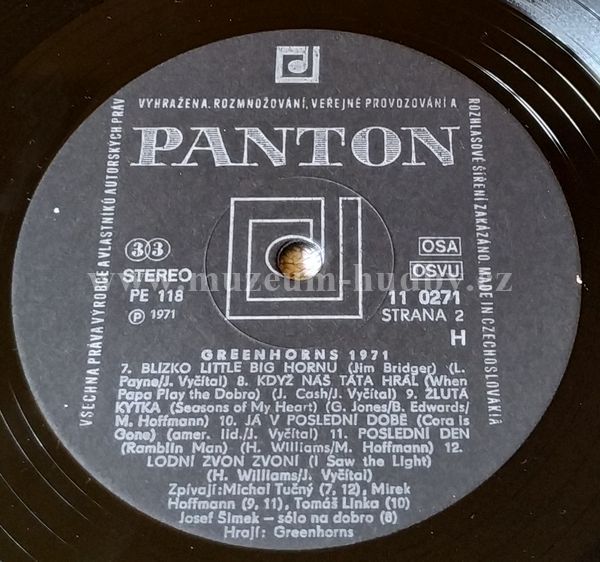 VYHRAŽENA. ROZMNOŽOVÁNÍ, VEŘEJNÉ PROVOZOVÁNÍ A
ROZHLASOVÉ ŠÍŘENÍ ZAKÁZÁNO. MADE IN CZECHOSLOVAKIA
VŠECHNA PRÁVA VÝROBCE A VLASTNÍKŮ AUTORSKÝCH PRÁV
PANTON
33
STEREO
PE 118
℗ 1971
OSA
OSVU
11 0271
STRANA 2
H
www.muzeum-hudby.cz
GREENHORNS 1971
7. BLÍZKO LITTLE BIG HORNU (Jim Bridger) (L.
Payne/J. Vyčítal) 8. KDYŽ NÁŠ TÁTA HRÁL (When
Papa Play the Dobro) (J. Cash/J. Vyčítal) 9. ŽLUTÁ
KYTKA (Seasons of My Heart) (G. Jones/B. Edwards/
M. Hoffmann) 10. JÁ V POSLEDNÍ DOBĚ (Cora is
Gone) (amer. lid./J. Vyčítal) 11. POSLEDNÍ DEN
(Ramblin Man) (H. Williams/M. Hoffmann) 12.
LODNÍ ZVON ZVONÍ (I Saw the Light)
(H. Williams/J. Vyčítal)
Zpívají: Michal Tučný (7, 12), Mirek
Hoffmann (9, 11), Tomáš Linka (10)
Josef Šimek – sólo na dobro (8)
Hrají: Greenhorns